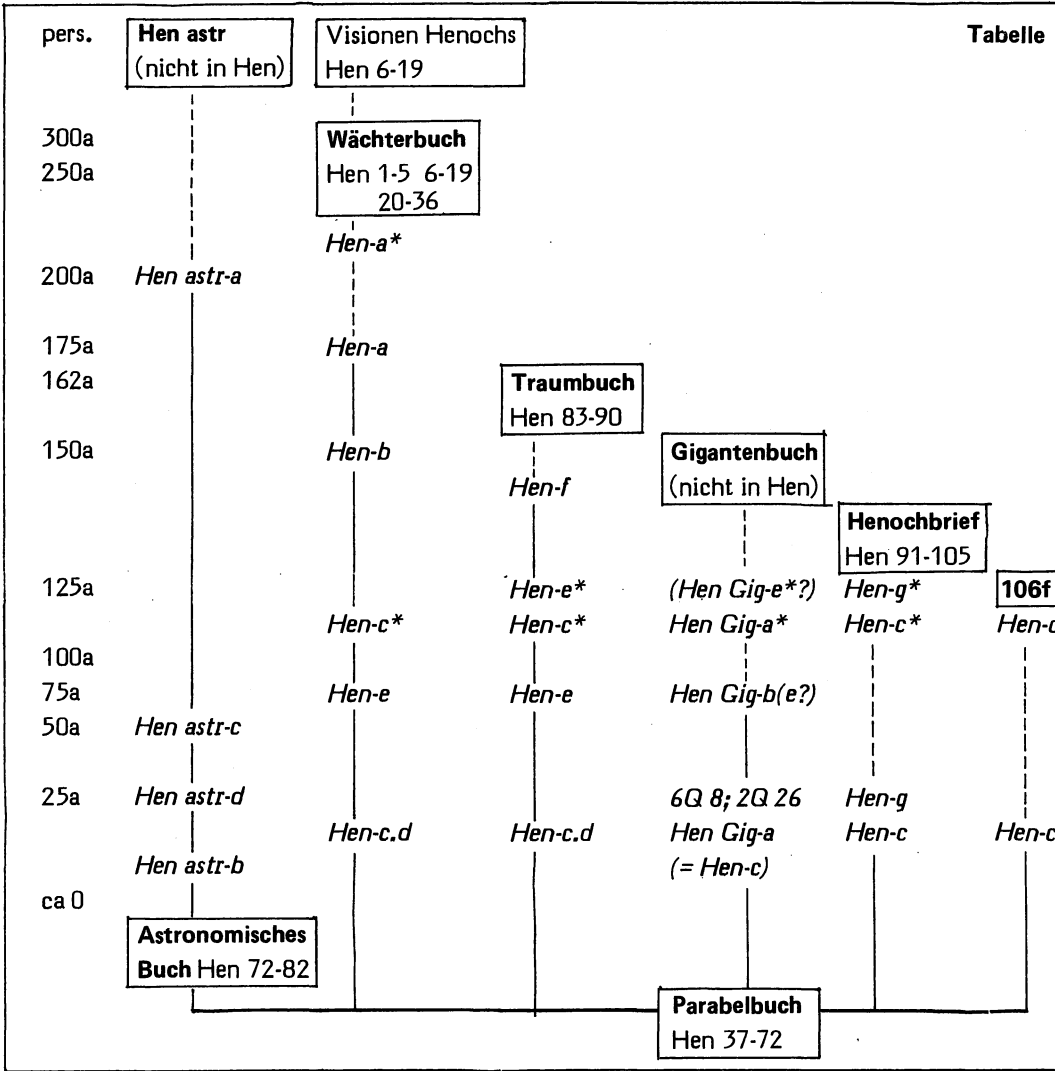 pers. Hen astr Visionen Henochs Tabelle
(nicht in Hen) Hen 6-19
300a Wächterbuch
250a Hen 1-5 6-19
20-36
Hen-a*
200a Hen astr-a
175a Hen-a
162a Traumbuch
Hen 83-90
150a Hen-b Gigantenbuch
Hen-f (nicht in Hen)
Henochbrief
Hen 91-105
125a Hen-e* (Hen Gig-e*?) Hen-g* 106f
Hen-c* Hen-c* Hen Gig-a* Hen-c* Hen-c
100a
75a Hen-e Hen-e Hen Gig-b(e?)
50a Hen astr-c
25a Hen astr-d 6Q 8; 2Q 26 Hen-g
Hen-c.d Hen-c.d Hen Gig-a Hen-c Hen-c
Hen astr-b (= Hen-c)
ca 0
Astronomisches
Buch Hen 72-82
Parabelbuch
Hen 37-72